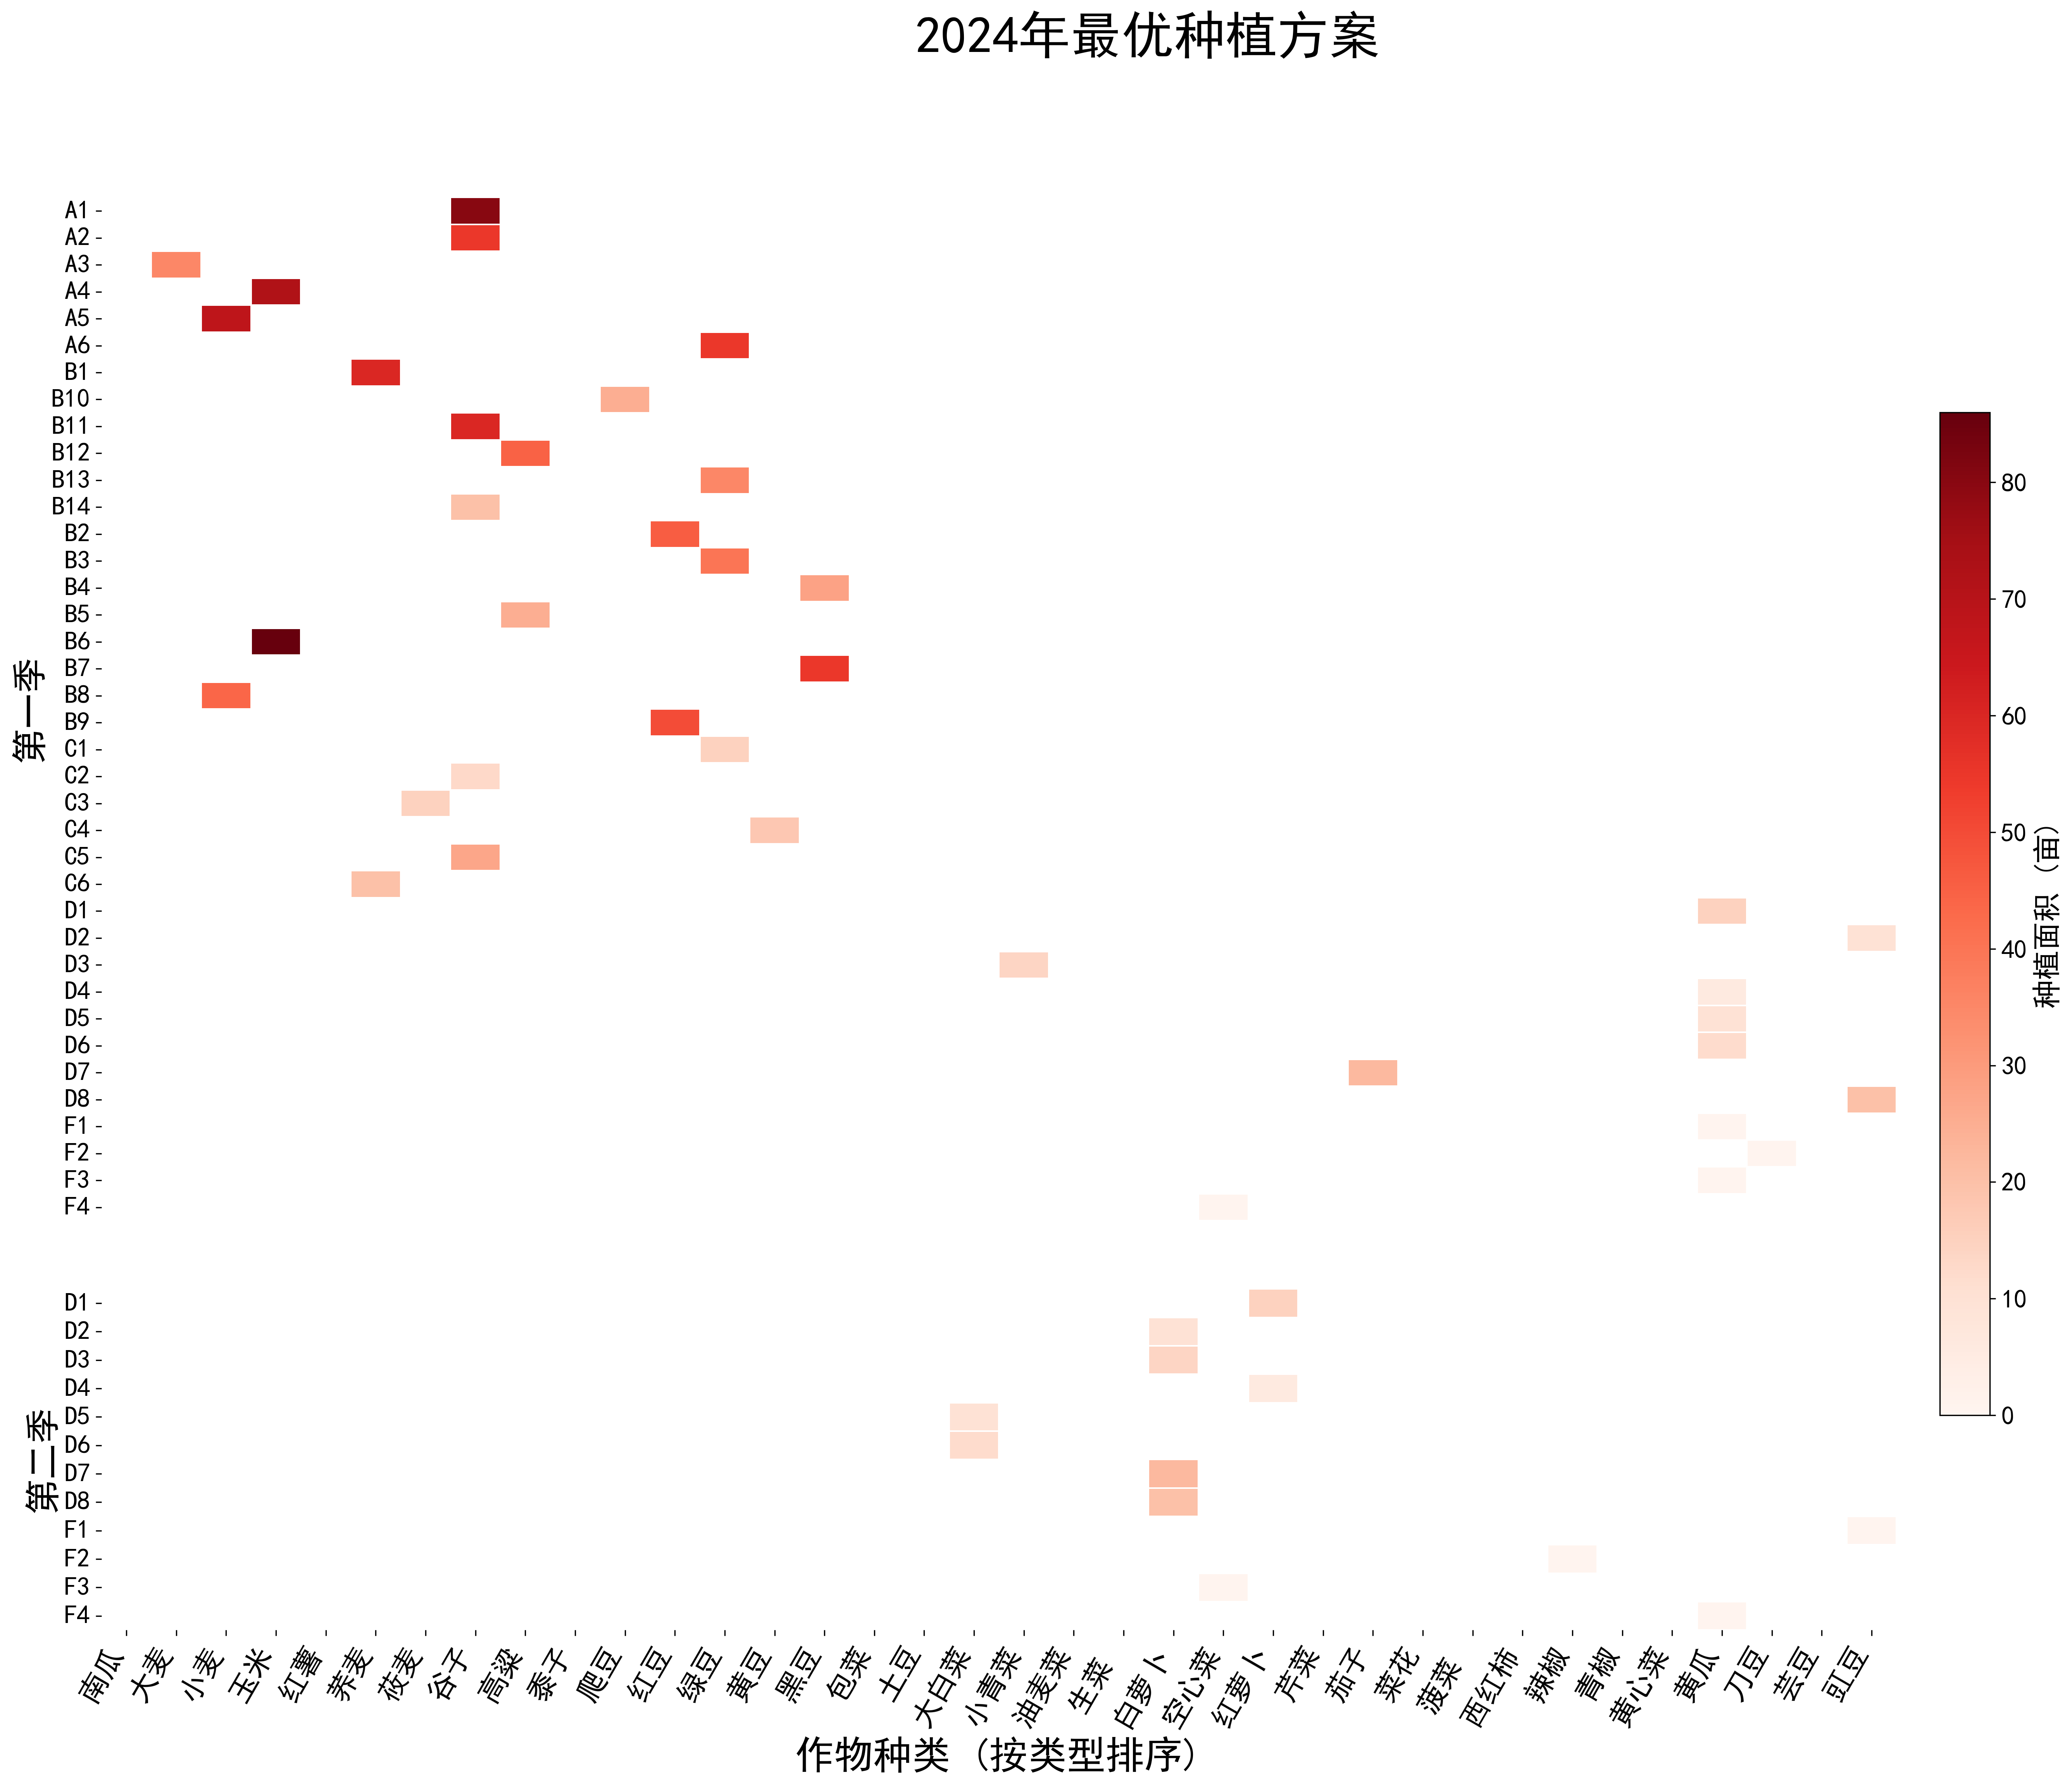 2024年最优种植方案
第一季
A1
A2
A3
A4
A5
A6
B1
B10
B11
B12
B13
B14
B2
B3
B4
B5
B6
B7
B8
B9
C1
C2
C3
C4
C5
C6
D1
D2
D3
D4
D5
D6
D7
D8
F1
F2
F3
F4
第二季
D1
D2
D3
D4
D5
D6
D7
D8
F1
F2
F3
F4
南瓜
大麦
小麦
玉米
红薯
荞麦
莜麦
谷子
高粱
黍子
爬豆
红豆
绿豆
黄豆
黑豆
包菜
土豆
大白菜
小青菜
油麦菜
生菜
白萝卜
空心菜
红萝卜
芹菜
茄子
菜花
菠菜
西红柿
辣椒
青椒
黄心菜
黄瓜
刀豆
芸豆
豇豆
作物种类 (按类型排序)
80
70
60
50
40
30
20
10
0
种植面积 (亩)